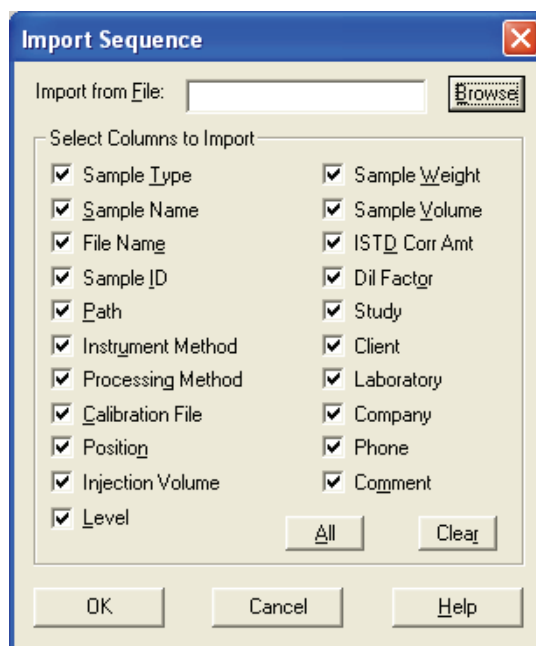 Import Sequence
Import from File:
Browse
Select Columns to Import
Sample Type
Sample Name
File Name
Sample ID
Path
Instrument Method
Processing Method
Calibration File
Position
Injection Volume
Level
Sample Weight
Sample Volume
ISTD Corr Amt
Dil Factor
Study
Client
Laboratory
Company
Phone
Comment
All
Clear
OK
Cancel
Help